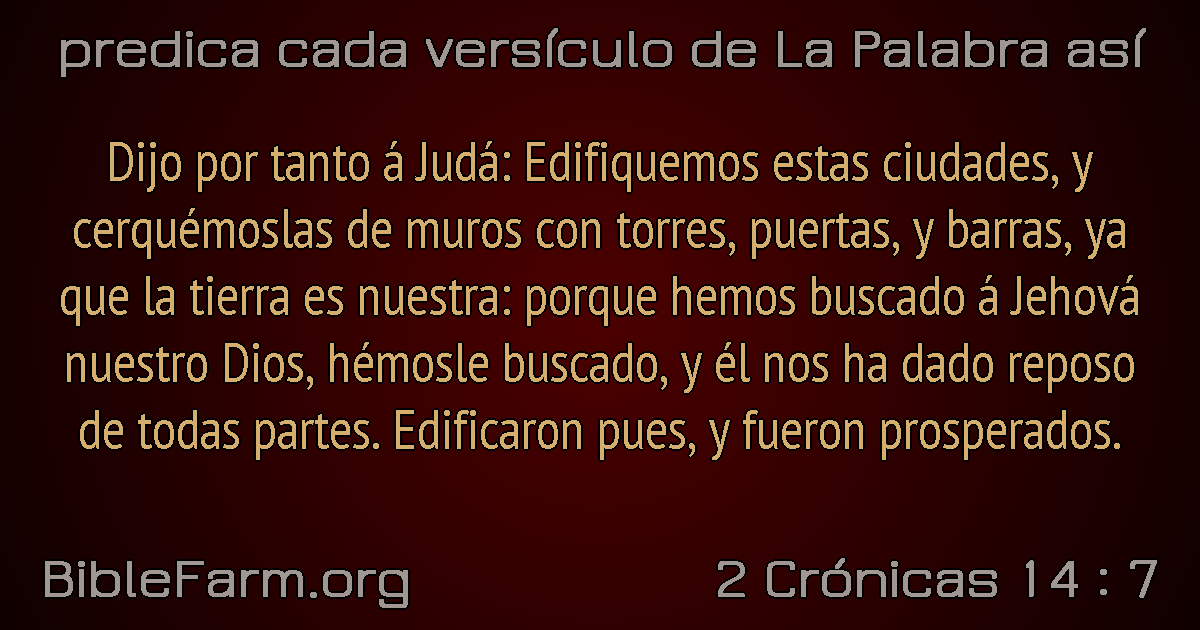 predica cada versículo de La Palabra así
Dijo por tanto á Judá: Edifiquemos estas ciudades, y
cerquémoslas de muros con torres, puertas, y barras, ya
que la tierra es nuestra: porque hemos buscado á Jehová
nuestro Dios, hémosle buscado, y él nos ha dado reposo
de todas partes. Edificaron pues, y fueron prosperados.
BibleFarm.org
2 Crónicas 14 : 7